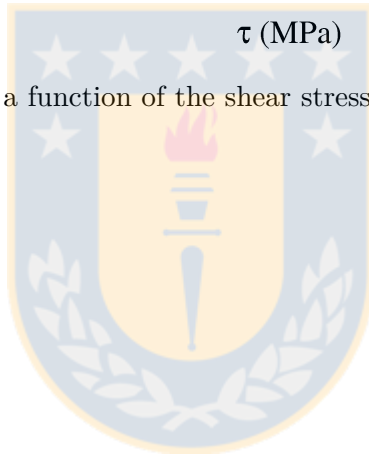 τ (MPa)
a function of the shear stress